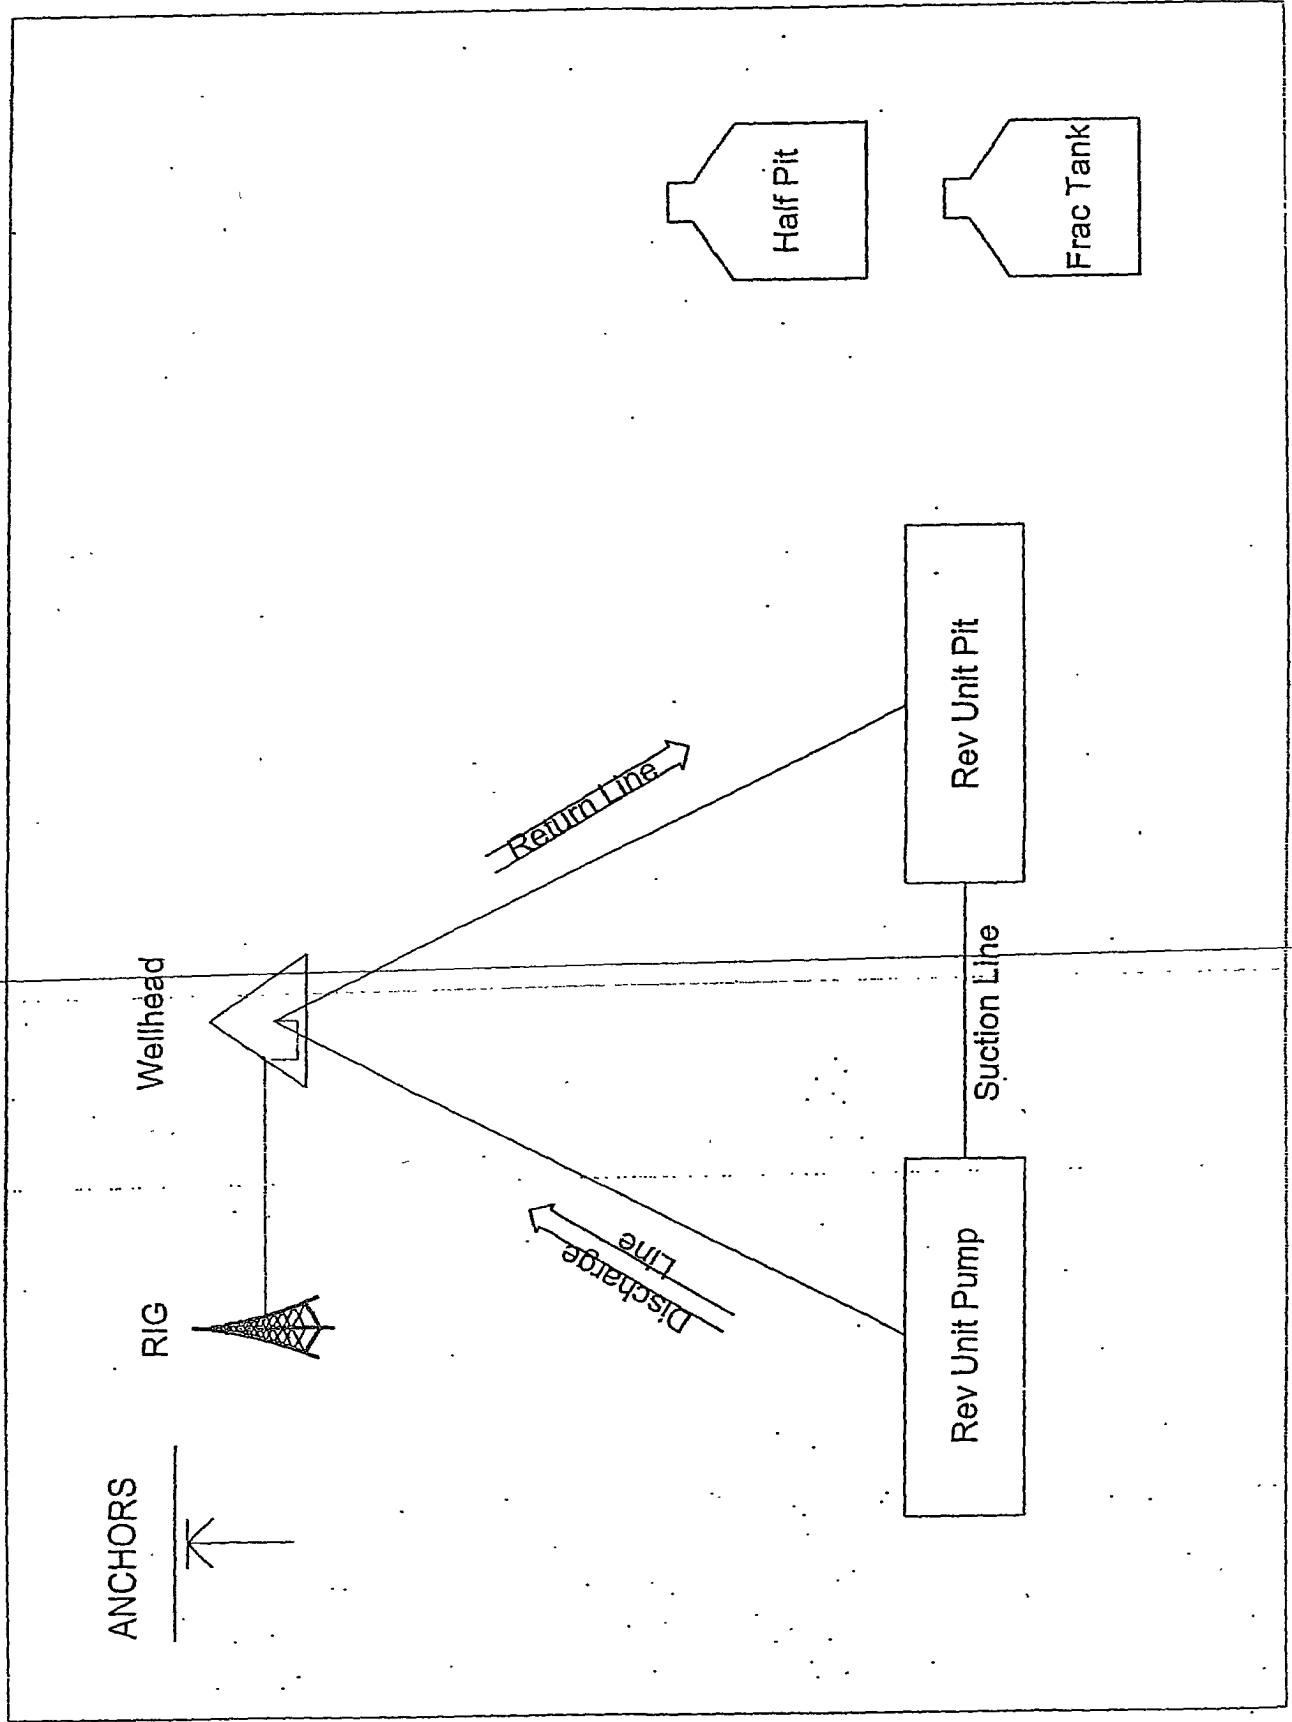 ANCHORS
RIG
Wellhead
Discharge
Line
Return Line
Rev Unit Pump
Suction Line
Rev Unit Pit
Half Pit
Frac Tank